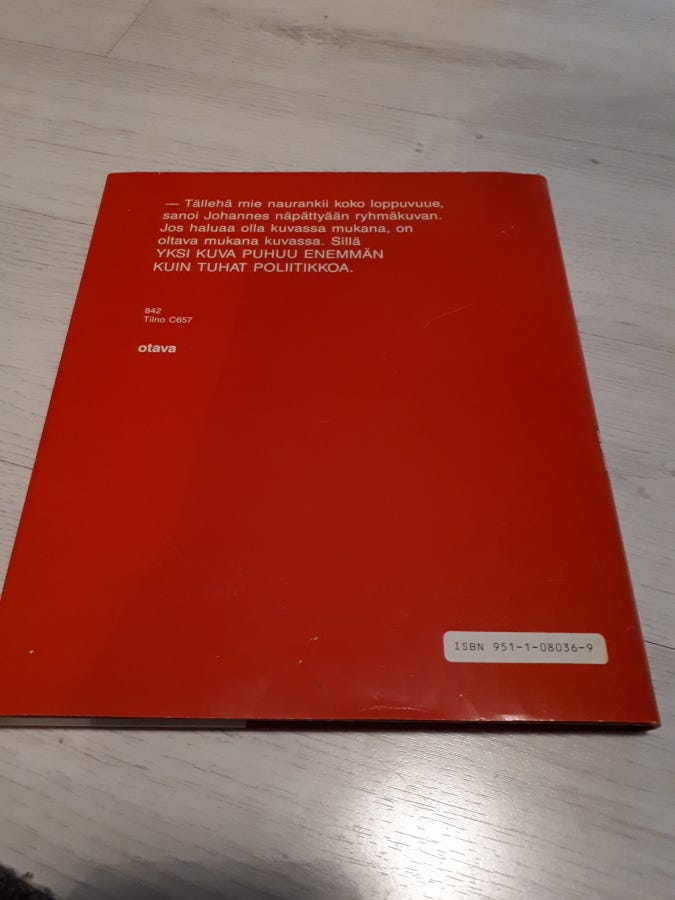 — Tällehä mie naurankii koko loppuvuue,
sanoi Johannes näpättyään ryhmäkuvan.
Jos haluaa olla kuvassa mukana, on
oltava mukana kuvassa. Sillä
YKSI KUVA PUHUU ENEMMÄN
KUIN TUHAT POLIITIKKOA.
842
Tilno C657
otava
ISBN 951-1-08036-9